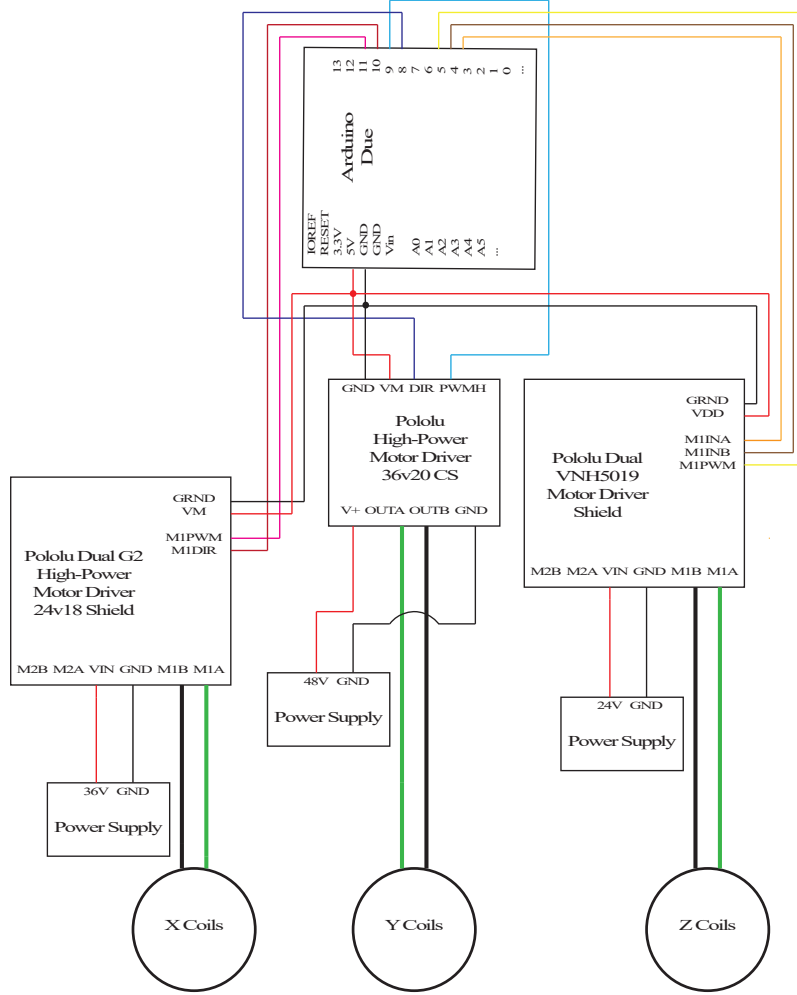 13 12 11 10 9 8 7 6 5 4 3 2 1 0 ...
Arduino
Due
IOREF RESET 3.3V 5V GND GND Vin A0 A1 A2 A3 A4 A5 ...
GND VM DIR PWMH
Pololu
High-Power
Motor Driver
36v20 CS
V+ OUTA OUTB GND
GRND
VDD
M1INA
M1INB
M1PWM
Pololu Dual
VNH5019
Motor Driver
Shield
M2B M2A VIN GND M1B M1A
GRND
VM
M1PWM
M1DIR
Pololu Dual G2
High-Power
Motor Driver
24v18 Shield
M2B M2A VIN GND M1B M1A
48V GND
Power Supply
24V GND
Power Supply
36V GND
Power Supply
X Coils
Y Coils
Z Coils